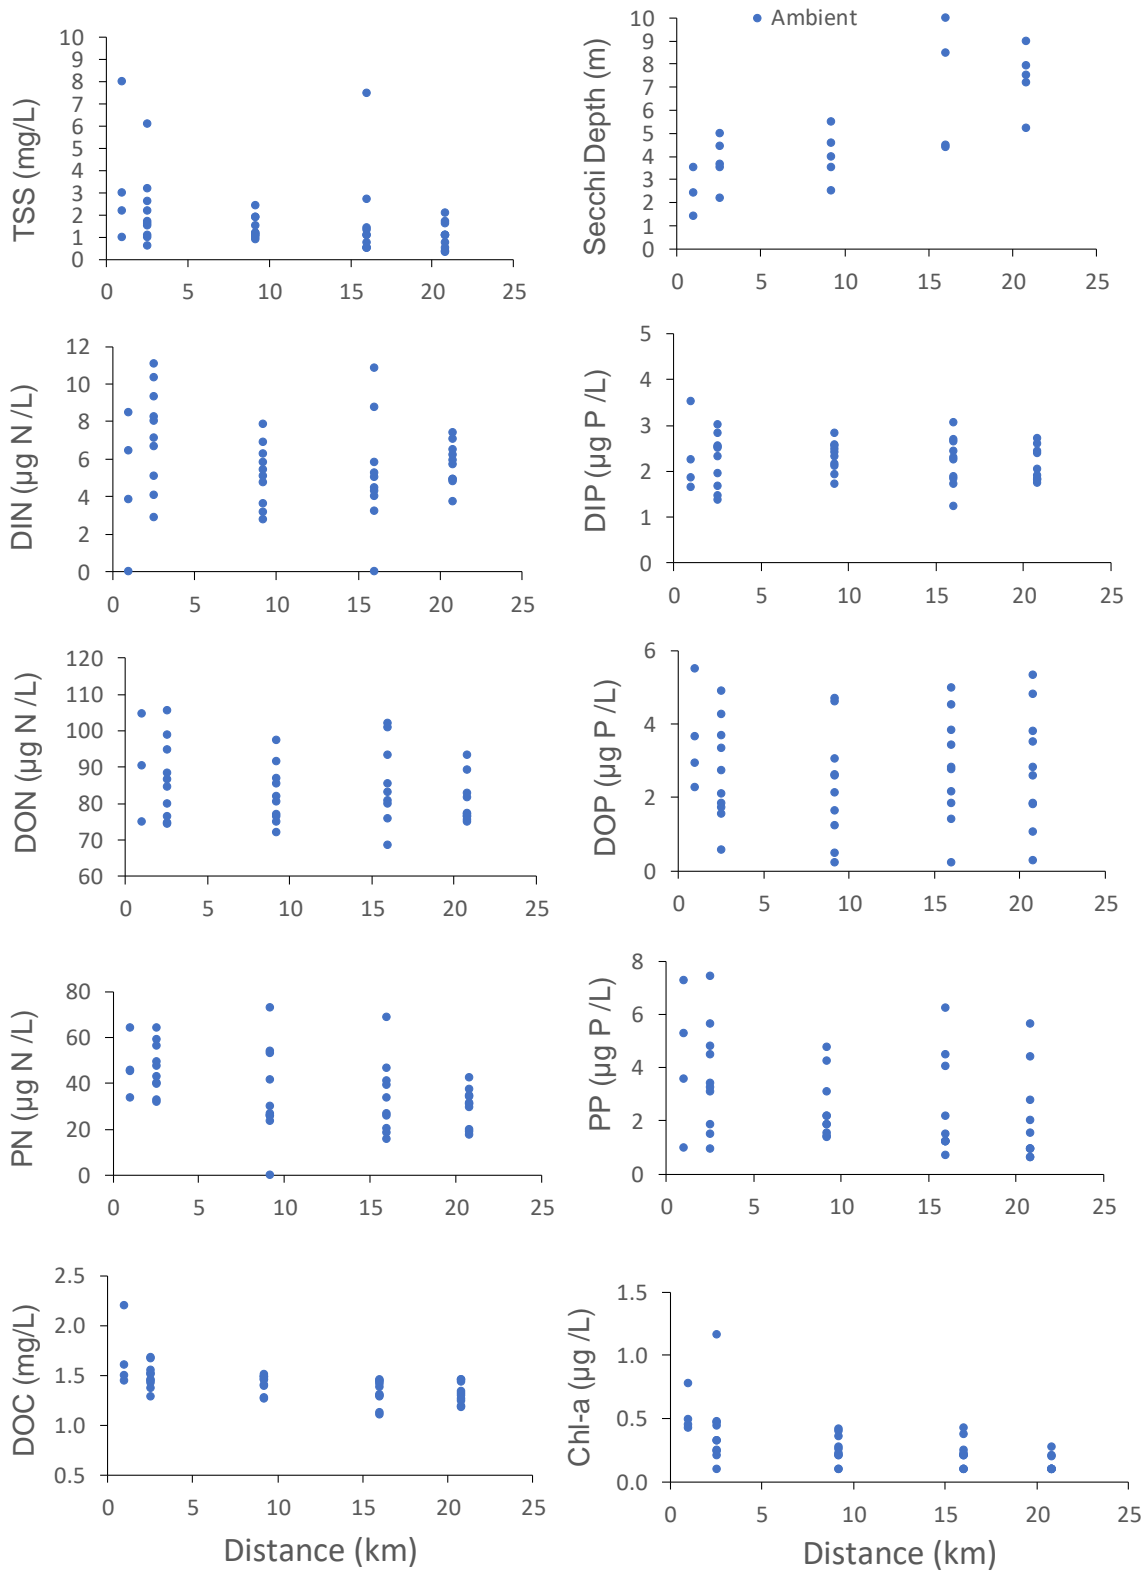 TSS (mg/L)
10
9
8
7
6
5
4
3
2
1
0
0 5 10 15 20 25
Ambient
Secchi Depth (m)
10
9
8
7
6
5
4
3
2
1
0
0 5 10 15 20 25
DIN (µg N /L)
12
10
8
6
4
2
0
0 5 10 15 20 25
DIP (µg P /L)
5
4
3
2
1
0
0 5 10 15 20 25
DON (µg N /L)
120
110
100
90
80
70
60
0 5 10 15 20 25
DOP (µg P /L)
6
4
2
0
0 5 10 15 20 25
PN (µg N /L)
80
60
40
20
0
0 5 10 15 20 25
PP (µg P /L)
8
6
4
2
0
0 5 10 15 20 25
DOC (mg/L)
2.5
2.0
1.5
1.0
0.5
0 5 10 15 20 25
Distance (km)
Chl-a (µg /L)
1.5
1.0
0.5
0.0
0 5 10 15 20 25
Distance (km)